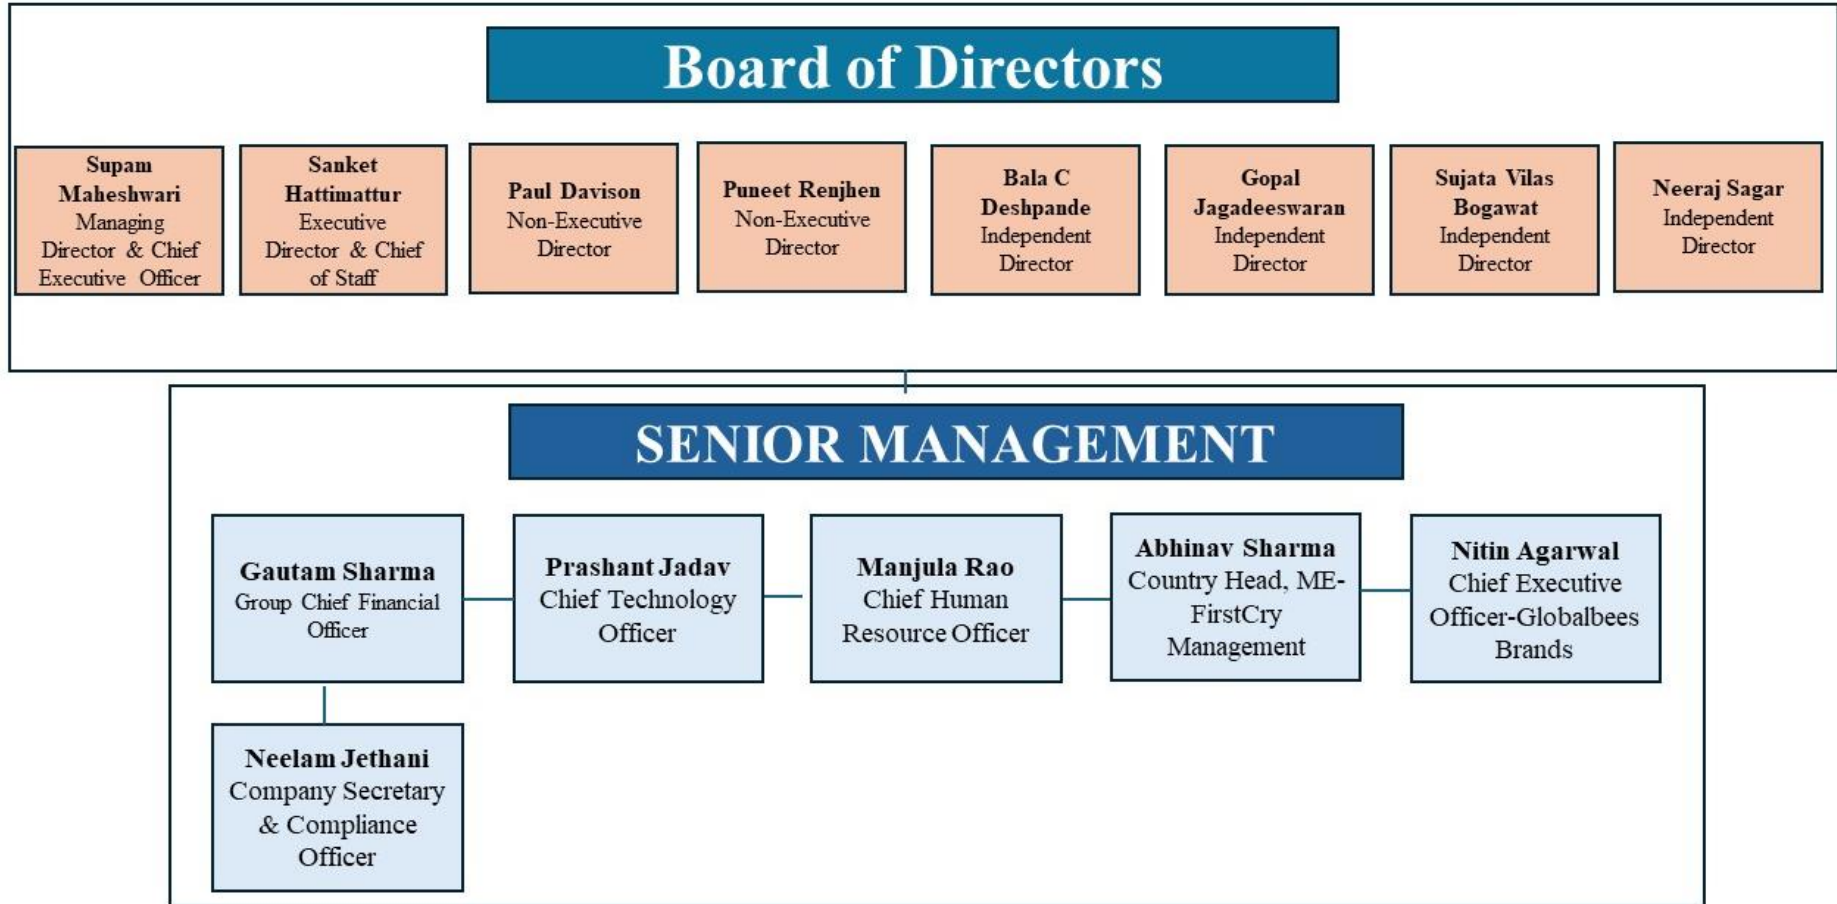 Board of Directors
Supam
Maheshwari
Managing
Director & Chief
Executive Officer
Sanket
Hattimattur
Executive
Director & Chief
of Staff
Paul Davison
Non-Executive
Director
Puneet Renjhen
Non-Executive
Director
Bala C
Deshpande
Independent
Director
Gopal
Jagadeeswaran
Independent
Director
Sujata Vilas
Bogawat
Independent
Director
Neeraj Sagar
Independent
Director
SENIOR MANAGEMENT
Gautam Sharma
Group Chief Financial
Officer
Prashant Jadav
Chief Technology
Officer
Manjula Rao
Chief Human
Resource Officer
Abhinav Sharma
Country Head, ME-
FirstCry
Management
Nitin Agarwal
Chief Executive
Officer-Globalbees
Brands
Neelam Jethani
Company Secretary
& Compliance
Officer